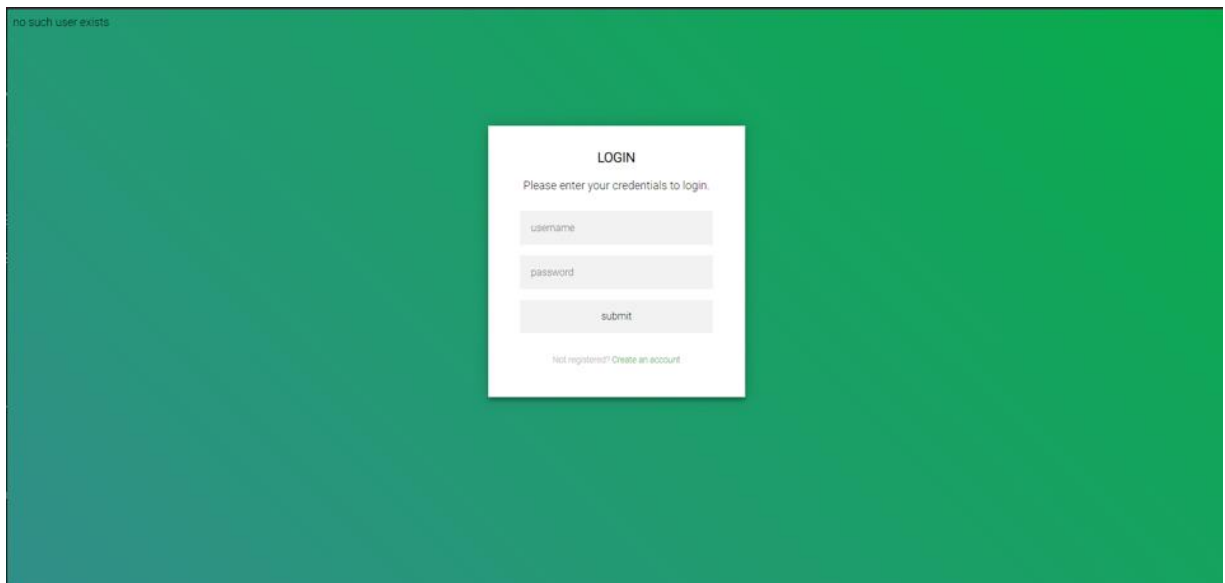 no such user exists
LOGIN
Please enter your credentials to login.
username
password
submit
Not registered? Create an account